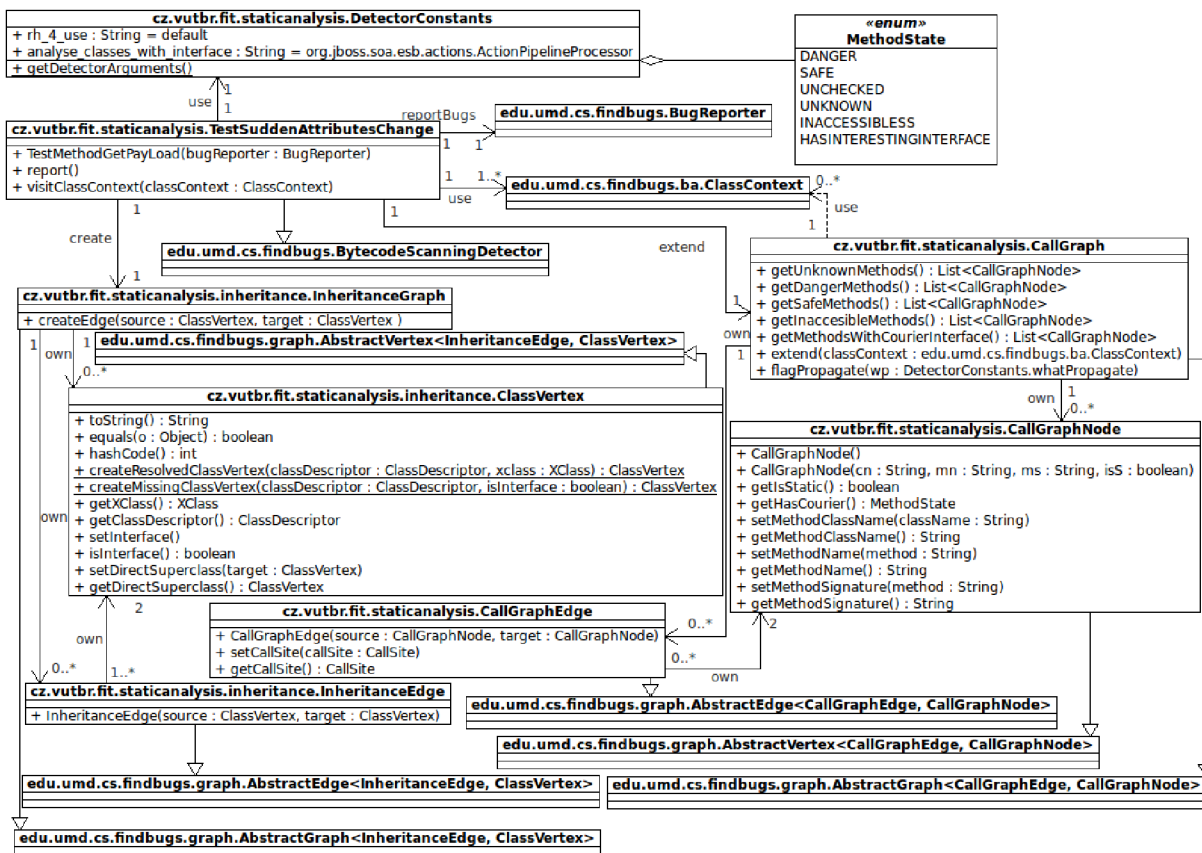 cz.vutbr.fit.staticanalysis.DetectorConstants
+ rh_4_use : String = default
+ analyse_classes_with_interface : String = org.jboss.soa.esb.actions.ActionPipelineProcessor
+ getDetectorArguments()
«enum»
MethodState
DANGER
SAFE
UNCHECKED
UNKNOWN
INACCESSIBLESS
HASINTERESTINGINTERFACE
use
1
1
cz.vutbr.fit.staticanalysis.TestSuddenAttributesChange
+ TestMethodGetPayLoad(bugReporter : BugReporter)
+ report()
+ visitClassContext(classContext : ClassContext)
reportBugs
1
1
edu.umd.cs.findbugs.BugReporter
1
1..*
use
edu.umd.cs.findbugs.ba.ClassContext
0..*
use
1
1
create
1
1
extend
1
edu.umd.cs.findbugs.BytecodeScanningDetector
cz.vutbr.fit.staticanalysis.CallGraph
+ getUnknownMethods() : List<CallGraphNode>
+ getDangerMethods() : List<CallGraphNode>
+ getSafeMethods() : List<CallGraphNode>
+ getInaccesibleMethods() : List<CallGraphNode>
+ getMethodsWithCourierInterface() : List<CallGraphNode>
+ extend(classContext : edu.umd.cs.findbugs.ba.ClassContext)
+ flagPropagate(wp : DetectorConstants.whatPropagate)
cz.vutbr.fit.staticanalysis.inheritance.InheritanceGraph
+ createEdge(source : ClassVertex, target : ClassVertex )
1
own
1
0..*
own
1
edu.umd.cs.findbugs.graph.AbstractVertex<InheritanceEdge, ClassVertex>
cz.vutbr.fit.staticanalysis.inheritance.ClassVertex
+ toString() : String
+ equals(o : Object) : boolean
+ hashCode() : int
+ createResolvedClassVertex(classDescriptor : ClassDescriptor, xclass : XClass) : ClassVertex
+ createMissingClassVertex(classDescriptor : ClassDescriptor, isInterface : boolean) : ClassVertex
+ getXClass() : XClass
+ getClassDescriptor() : ClassDescriptor
+ setInterface()
+ isInterface() : boolean
+ setDirectSuperclass(target : ClassVertex)
+ getDirectSuperclass() : ClassVertex
own
1
0..*
cz.vutbr.fit.staticanalysis.CallGraphNode
+ CallGraphNode()
+ CallGraphNode(cn : String, mn : String, ms : String, isS : boolean)
+ getIsStatic() : boolean
+ getHasCourier() : MethodState
+ setMethodClassName(className : String)
+ getMethodClassName() : String
+ setMethodName(method : String)
+ getMethodName() : String
+ setMethodSignature(method : String)
+ getMethodSignature() : String
own
2
own
0..*
1..*
cz.vutbr.fit.staticanalysis.CallGraphEdge
+ CallGraphEdge(source : CallGraphNode, target : CallGraphNode)
+ setCallSite(callSite : CallSite)
+ getCallSite() : CallSite
0..*
0..*
own
2
cz.vutbr.fit.staticanalysis.inheritance.InheritanceEdge
+ InheritanceEdge(source : ClassVertex, target : ClassVertex)
edu.umd.cs.findbugs.graph.AbstractEdge<CallGraphEdge, CallGraphNode>
edu.umd.cs.findbugs.graph.AbstractVertex<CallGraphEdge, CallGraphNode>
edu.umd.cs.findbugs.graph.AbstractEdge<InheritanceEdge, ClassVertex>
edu.umd.cs.findbugs.graph.AbstractGraph<CallGraphEdge, CallGraphNode>
edu.umd.cs.findbugs.graph.AbstractGraph<InheritanceEdge, ClassVertex>